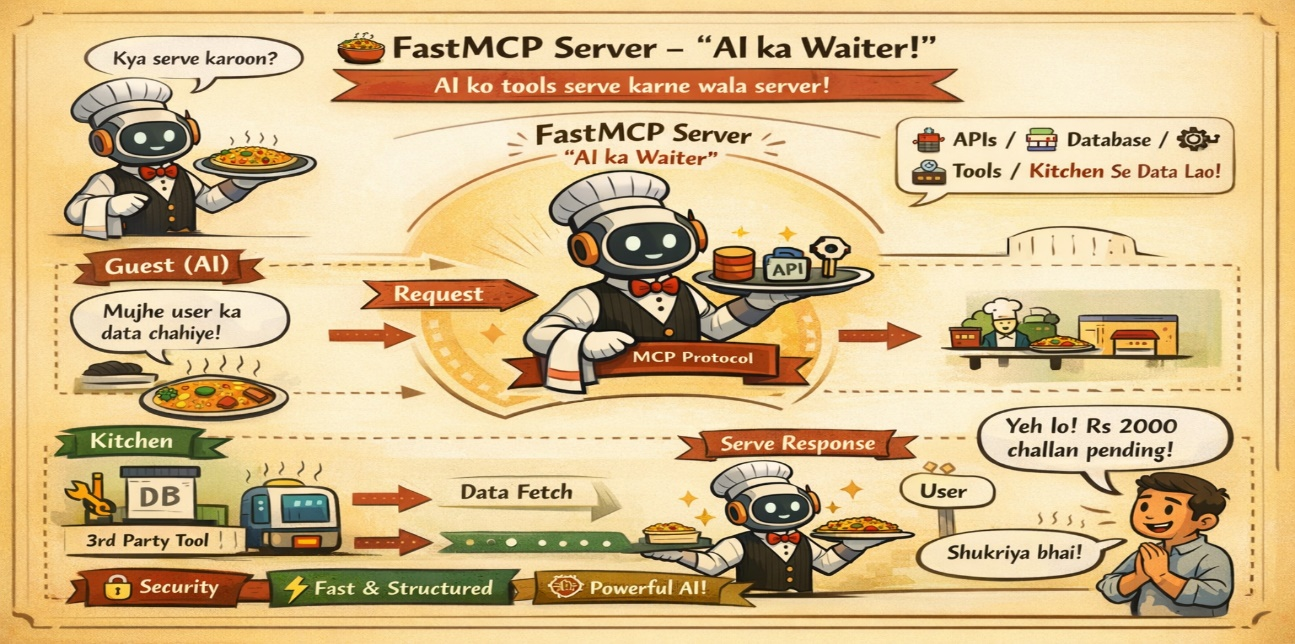 Kya serve karoon?
FastMCP Server – “AI ka Waiter!”
AI ko tools serve karne wala server!
FastMCP Server
“AI ka Waiter”
APIs / Database /
Tools / Kitchen Se Data Lao!
Guest (AI)
Mujhe user ka
data chahiye!
Request
API
MCP Protocol
Kitchen
DB
3rd Party Tool
Data Fetch
Serve Response
Yeh lo! Rs 2000
challan pending!
User
Shukriya bhai!
Security
Fast & Structured
Powerful AI!